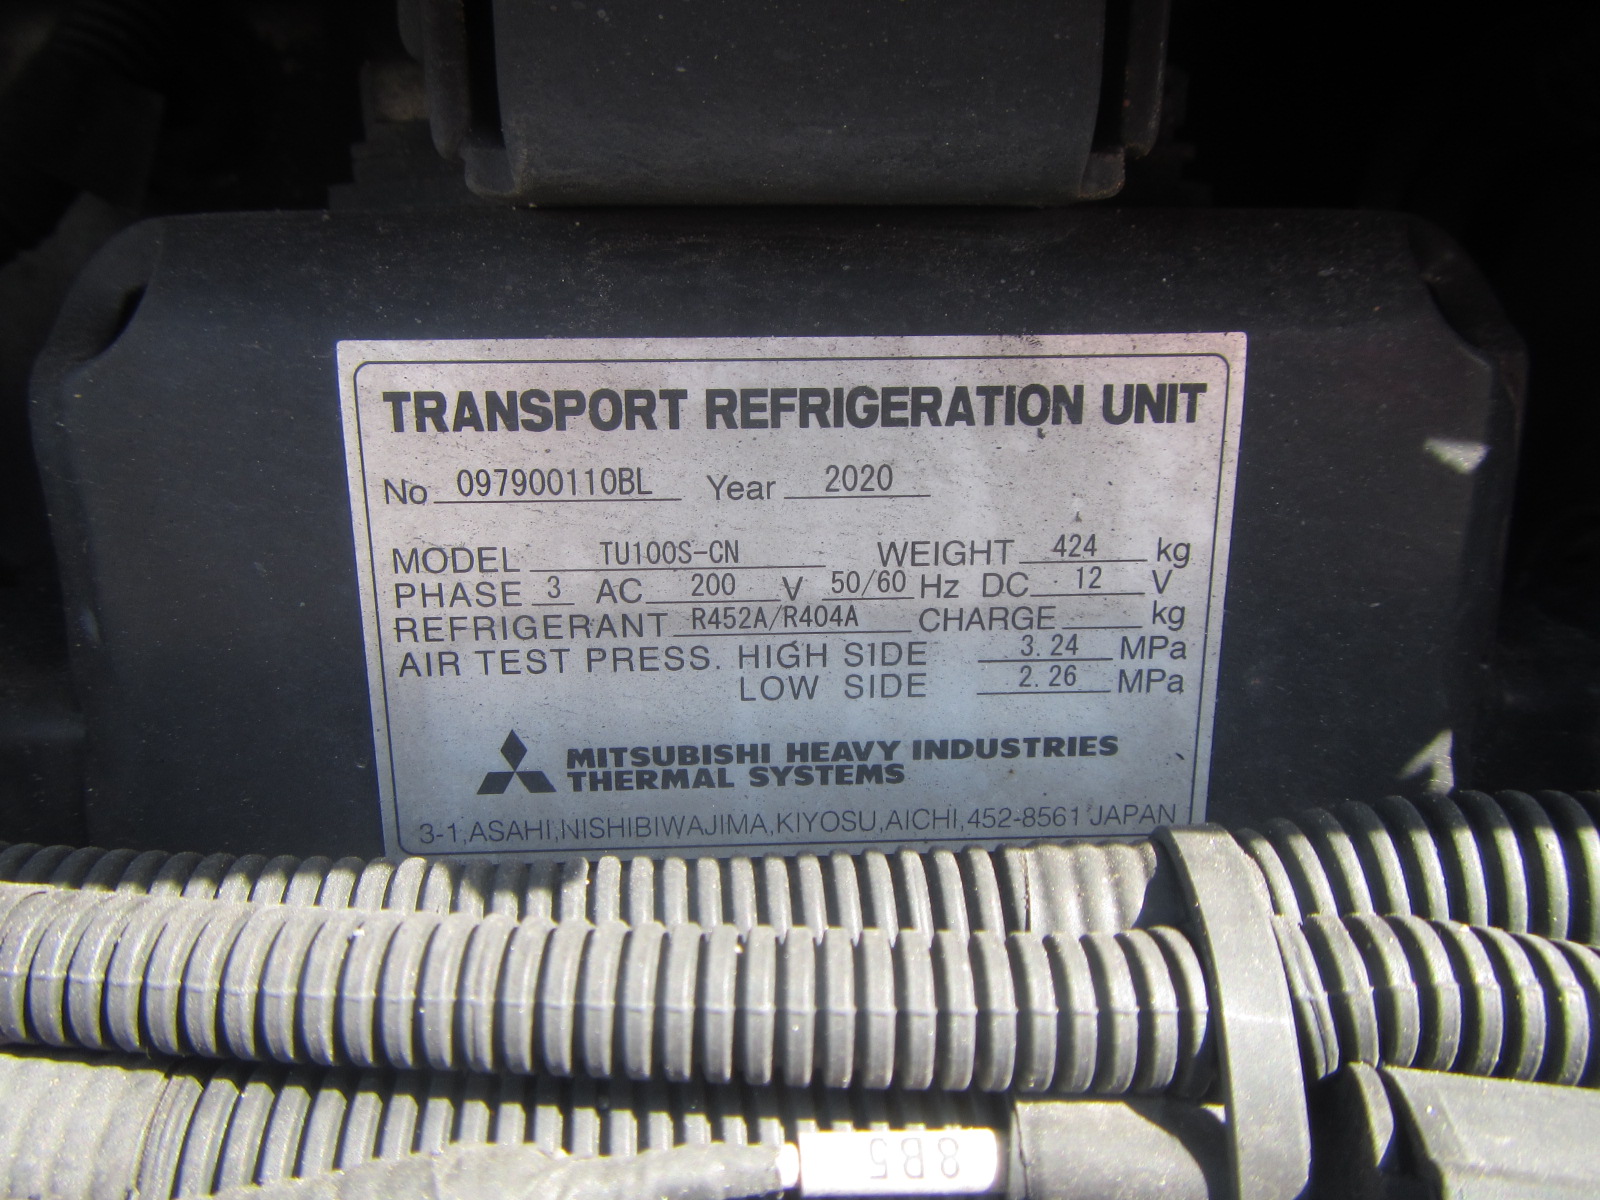 TRANSPORT REFRIGERATION UNIT
No 097900110BL Year 2020
MODEL TU100S-CN WEIGHT 424 kg
PHASE 3 AC 200 V 50/60 Hz DC 12 V
REFRIGERANT R452A/R404A CHARGE kg
AIR TEST PRESS. HIGH SIDE 3.24 MPa
LOW SIDE 2.26 MPa
MITSUBISHI HEAVY INDUSTRIES
THERMAL SYSTEMS
3-1,ASAHI,NISHIBIWAJIMA,KIYOSU,AICHI,452-8561 JAPAN
8B5